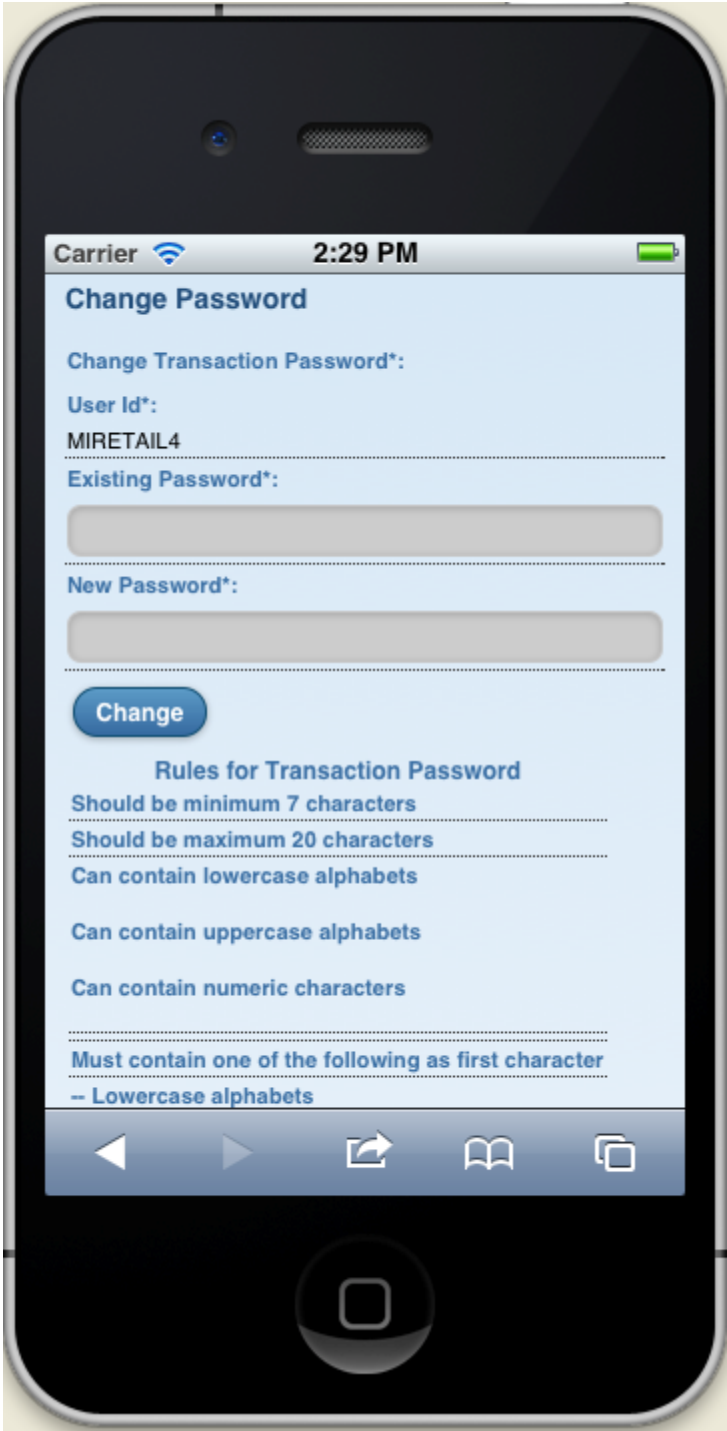 Carrier 2:29 PM
Change Password
Change Transaction Password*:
User Id*:
MIRETAIL4
Existing Password*:
New Password*:
Change
Rules for Transaction Password
Should be minimum 7 characters
Should be maximum 20 characters
Can contain lowercase alphabets
Can contain uppercase alphabets
Can contain numeric characters
Must contain one of the following as first character
-- Lowercase alphabets